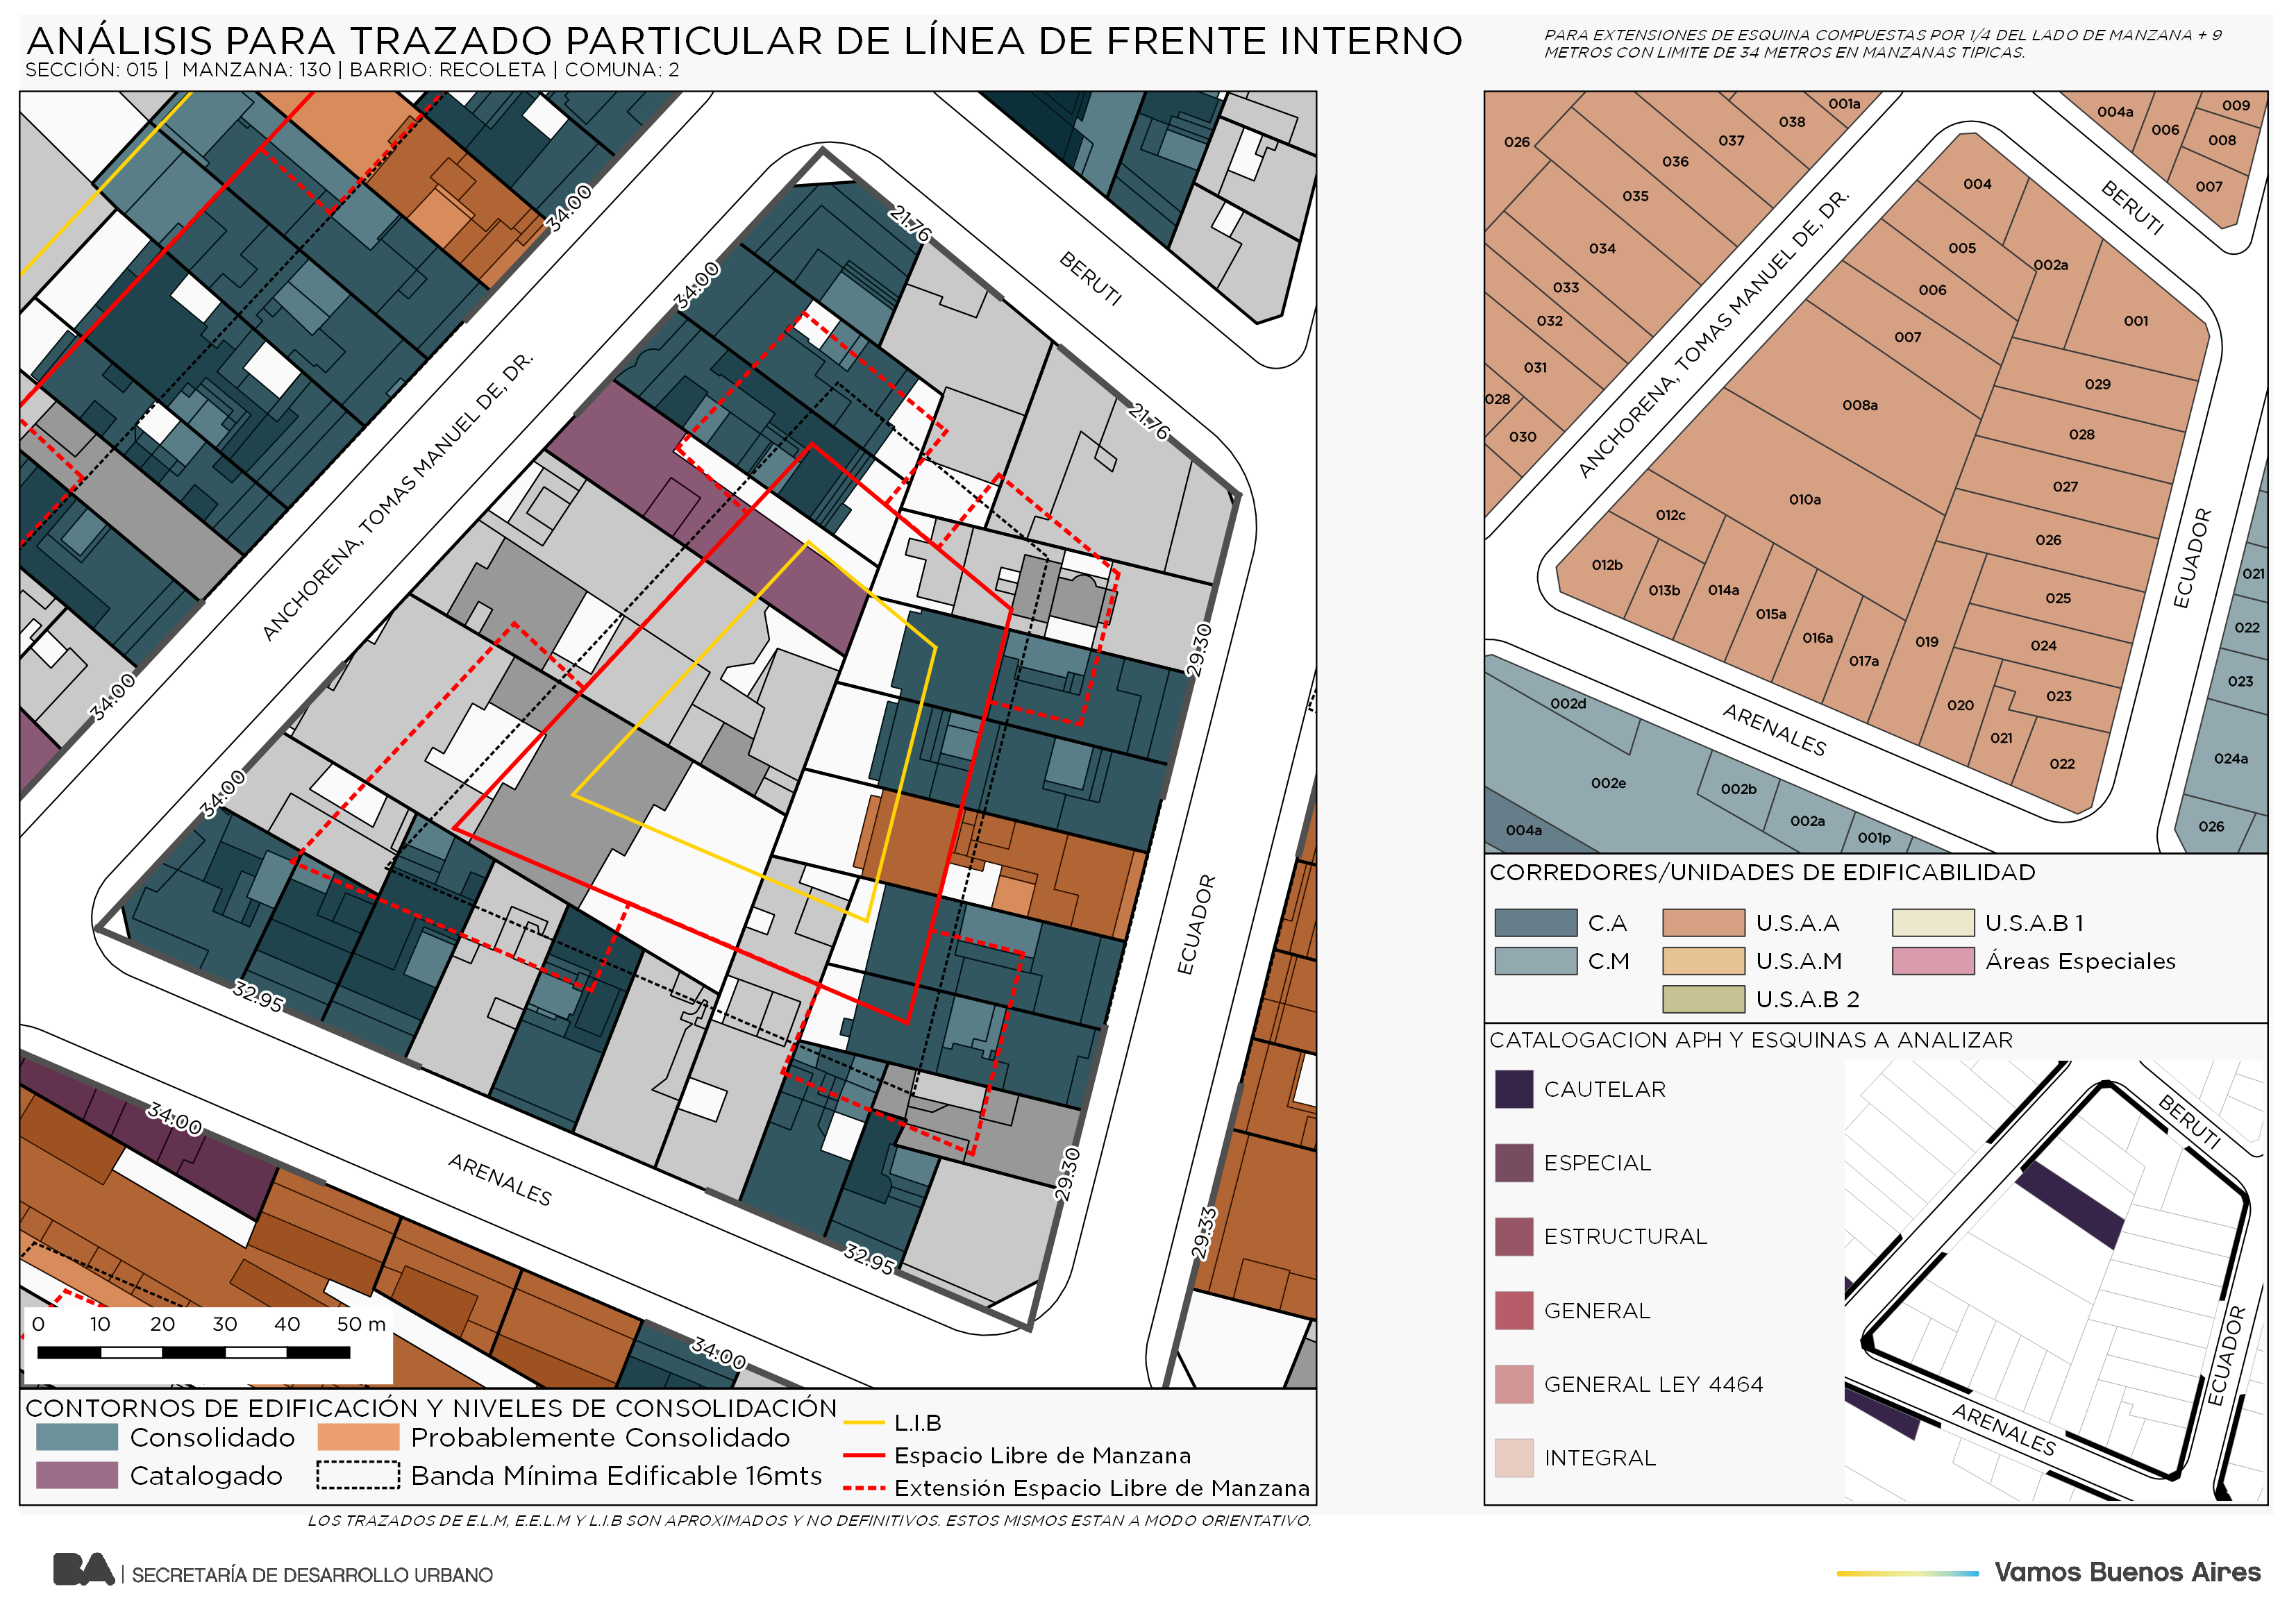 ANÁLISIS PARA TRAZADO PARTICULAR DE LÍNEA DE FRENTE INTERNO
SECCIÓN: 015 | MANZANA: 130 | BARRIO: RECOLETA | COMUNA: 2
PARA EXTENSIONES DE ESQUINA COMPUESTAS POR 1/4 DEL LADO DE MANZANA + 9
METROS CON LIMITE DE 34 METROS EN MANZANAS TIPICAS.
34.00
21.76
BERUTI
34.00
ANCHORENA, TOMAS MANUEL DE, DR.
21.76
29.30
34.00
34.00
ECUADOR
32.95
34.00
ARENALES
29.30
29.33
32.95
34.00
0 10 20 30 40 50 m
CONTORNOS DE EDIFICACIÓN Y NIVELES DE CONSOLIDACIÓN
Consolidado
Probablemente Consolidado
Catalogado
Banda Mínima Edificable 16mts
L.I.B
Espacio Libre de Manzana
Extensión Espacio Libre de Manzana
LOS TRAZADOS DE E.L.M, E.E.L.M Y L.I.B SON APROXIMADOS Y NO DEFINITIVOS. ESTOS MISMOS ESTAN A MODO ORIENTATIVO.
001a
009
004a
038
006
037
008
026
036
007
004
035
BERUTI
034
005
002a
033
006
032
001
007
031
029
028
008a
030
028
ANCHORENA, TOMAS MANUEL DE, DR.
027
010a
012c
026
ECUADOR
012b
021
013b
014a
025
015a
022
016a
019
024
017a
023
023
002d
020
ARENALES
021
022
024a
002e
002b
002a
026
004a
001p
CORREDORES/UNIDADES DE EDIFICABILIDAD
C.A
U.S.A.A
U.S.A.B 1
C.M
U.S.A.M
Áreas Especiales
U.S.A.B 2
CATALOGACION APH Y ESQUINAS A ANALIZAR
CAUTELAR
ESPECIAL
ESTRUCTURAL
GENERAL
GENERAL LEY 4464
INTEGRAL
BERUTI
ECUADOR
ARENALES
BA | SECRETARÍA DE DESARROLLO URBANO
Vamos Buenos Aires